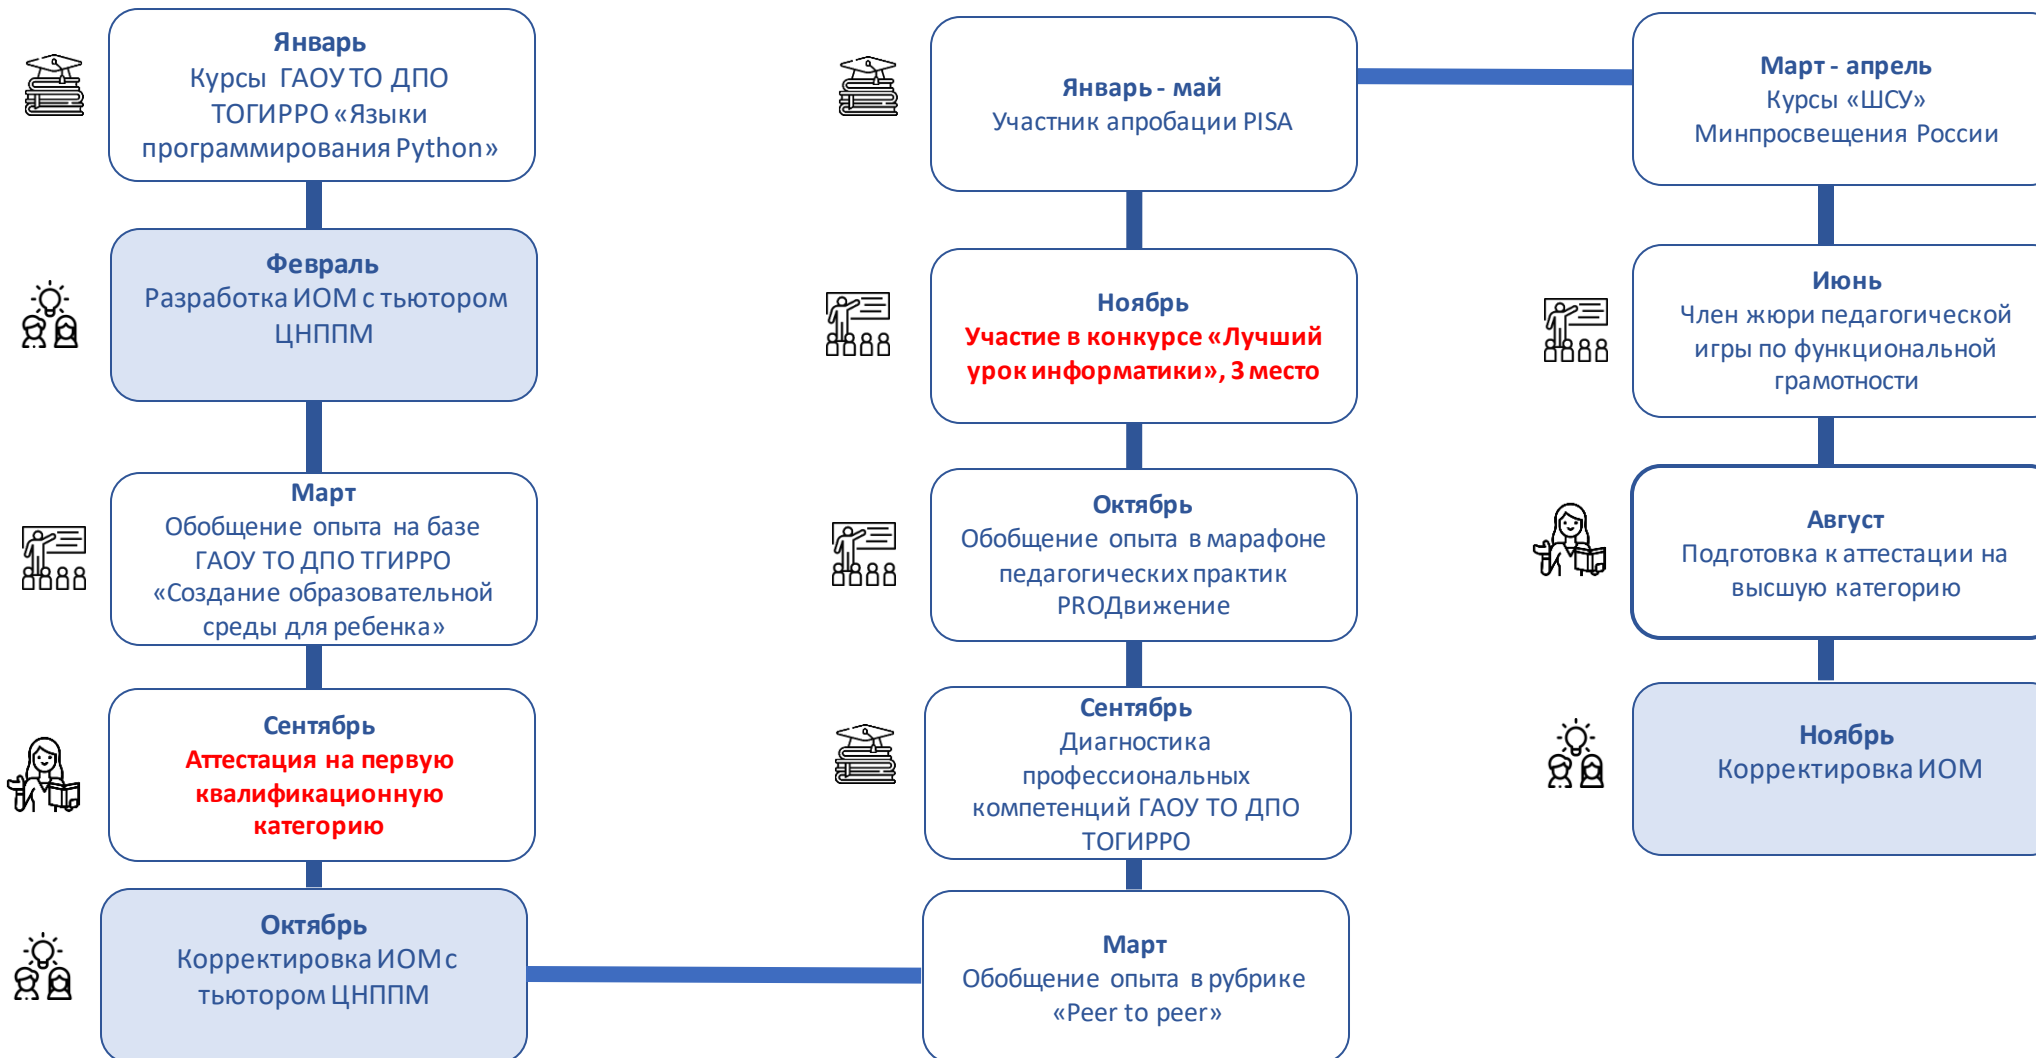 Январь
Курсы ГАОУ ТО ДПО
ТОГИРРО «Языки
программирования Python»
Февраль
Разработка ИОМ с тьютором
ЦНППМ
Март
Обобщение опыта на базе
ГАОУ ТО ДПО ТГИРРО
«Создание образовательной
среды для ребенка»
Сентябрь
Аттестация на первую
квалификационную
категорию
Октябрь
Корректировка ИОМ с
тьютором ЦНППМ
Январь - май
Участник апробации PISA
Ноябрь
Участие в конкурсе «Лучший
урок информатики», 3 место
Октябрь
Обобщение опыта в марафоне
педагогических практик
PROДвижение
Сентябрь
Диагностика
профессиональных
компетенций ГАОУ ТО ДПО
ТОГИРРО
Март
Обобщение опыта в рубрике
«Peer to peer»
Март - апрель
Курсы «ШСУ»
Минпросвещения России
Июнь
Член жюри педагогической
игры по функциональной
грамотности
Август
Подготовка к аттестации на
высшую категорию
Ноябрь
Корректировка ИОМ